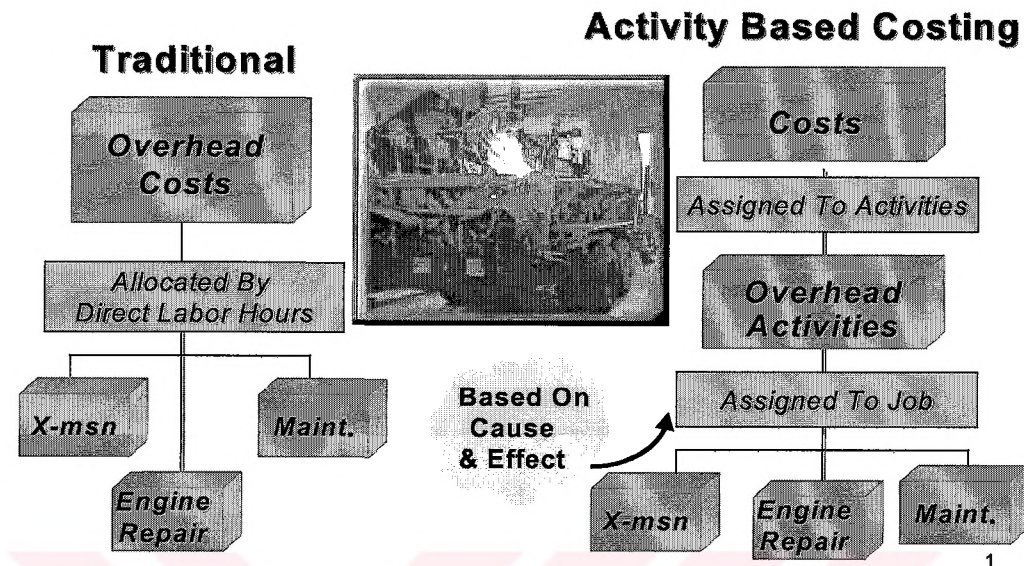 Traditional
Overhead
Costs
Allocated By
Direct Labor Hours
X-msn
Maint.
Engine
Repair
Activity Based Costing
Costs
Assigned To Activities
Overhead
Activities
Based On
Cause
& Effect
Assigned To Job
X-msn
Engine
Repair
Maint.
1